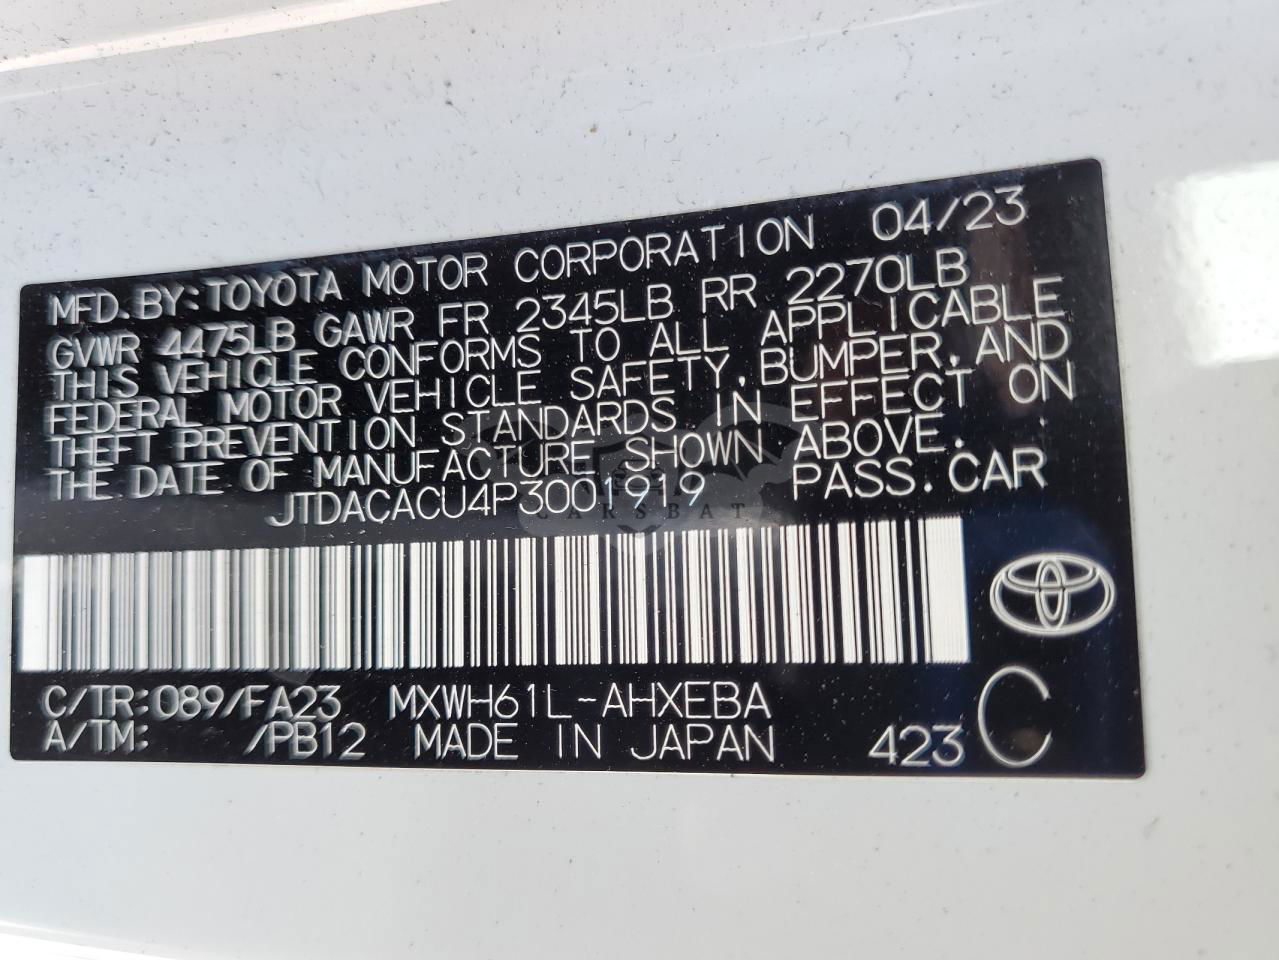 MFD.BY:TOYOTA MOTOR CORPORATION 04/23
GVWR 4475LB GAWR FR 2345LB RR 2270LB
THIS VEHICLE CONFORMS TO ALL APPLICABLE
FEDERAL MOTOR VEHICLE SAFETY,BUMPER,AND
THEFT PREVENTION STANDARDS IN EFFECT ON
THE DATE OF MANUFACTURE SHOWN ABOVE.
JTDACACU4P3001919 PASS.CAR
CARSBAT
C/TR:089/FA23 MXWH61L-AHXEBA
A/TM: /PB12 MADE IN JAPAN 423 C